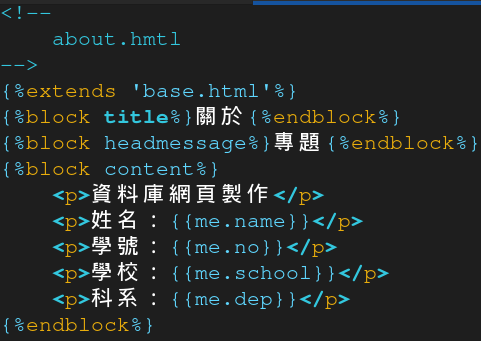 <!--
    about.hmtl
-->
{%extends 'base.html'%}
{%block title%}關於{%endblock%}
{%block headmessage%}專題{%endblock%}
{%block content%}
    <p>資料庫網頁製作</p>
    <p>姓名：{{me.name}}</p>
    <p>學號：{{me.no}}</p>
    <p>學校：{{me.school}}</p>
    <p>科系：{{me.dep}}</p>
{%endblock%}